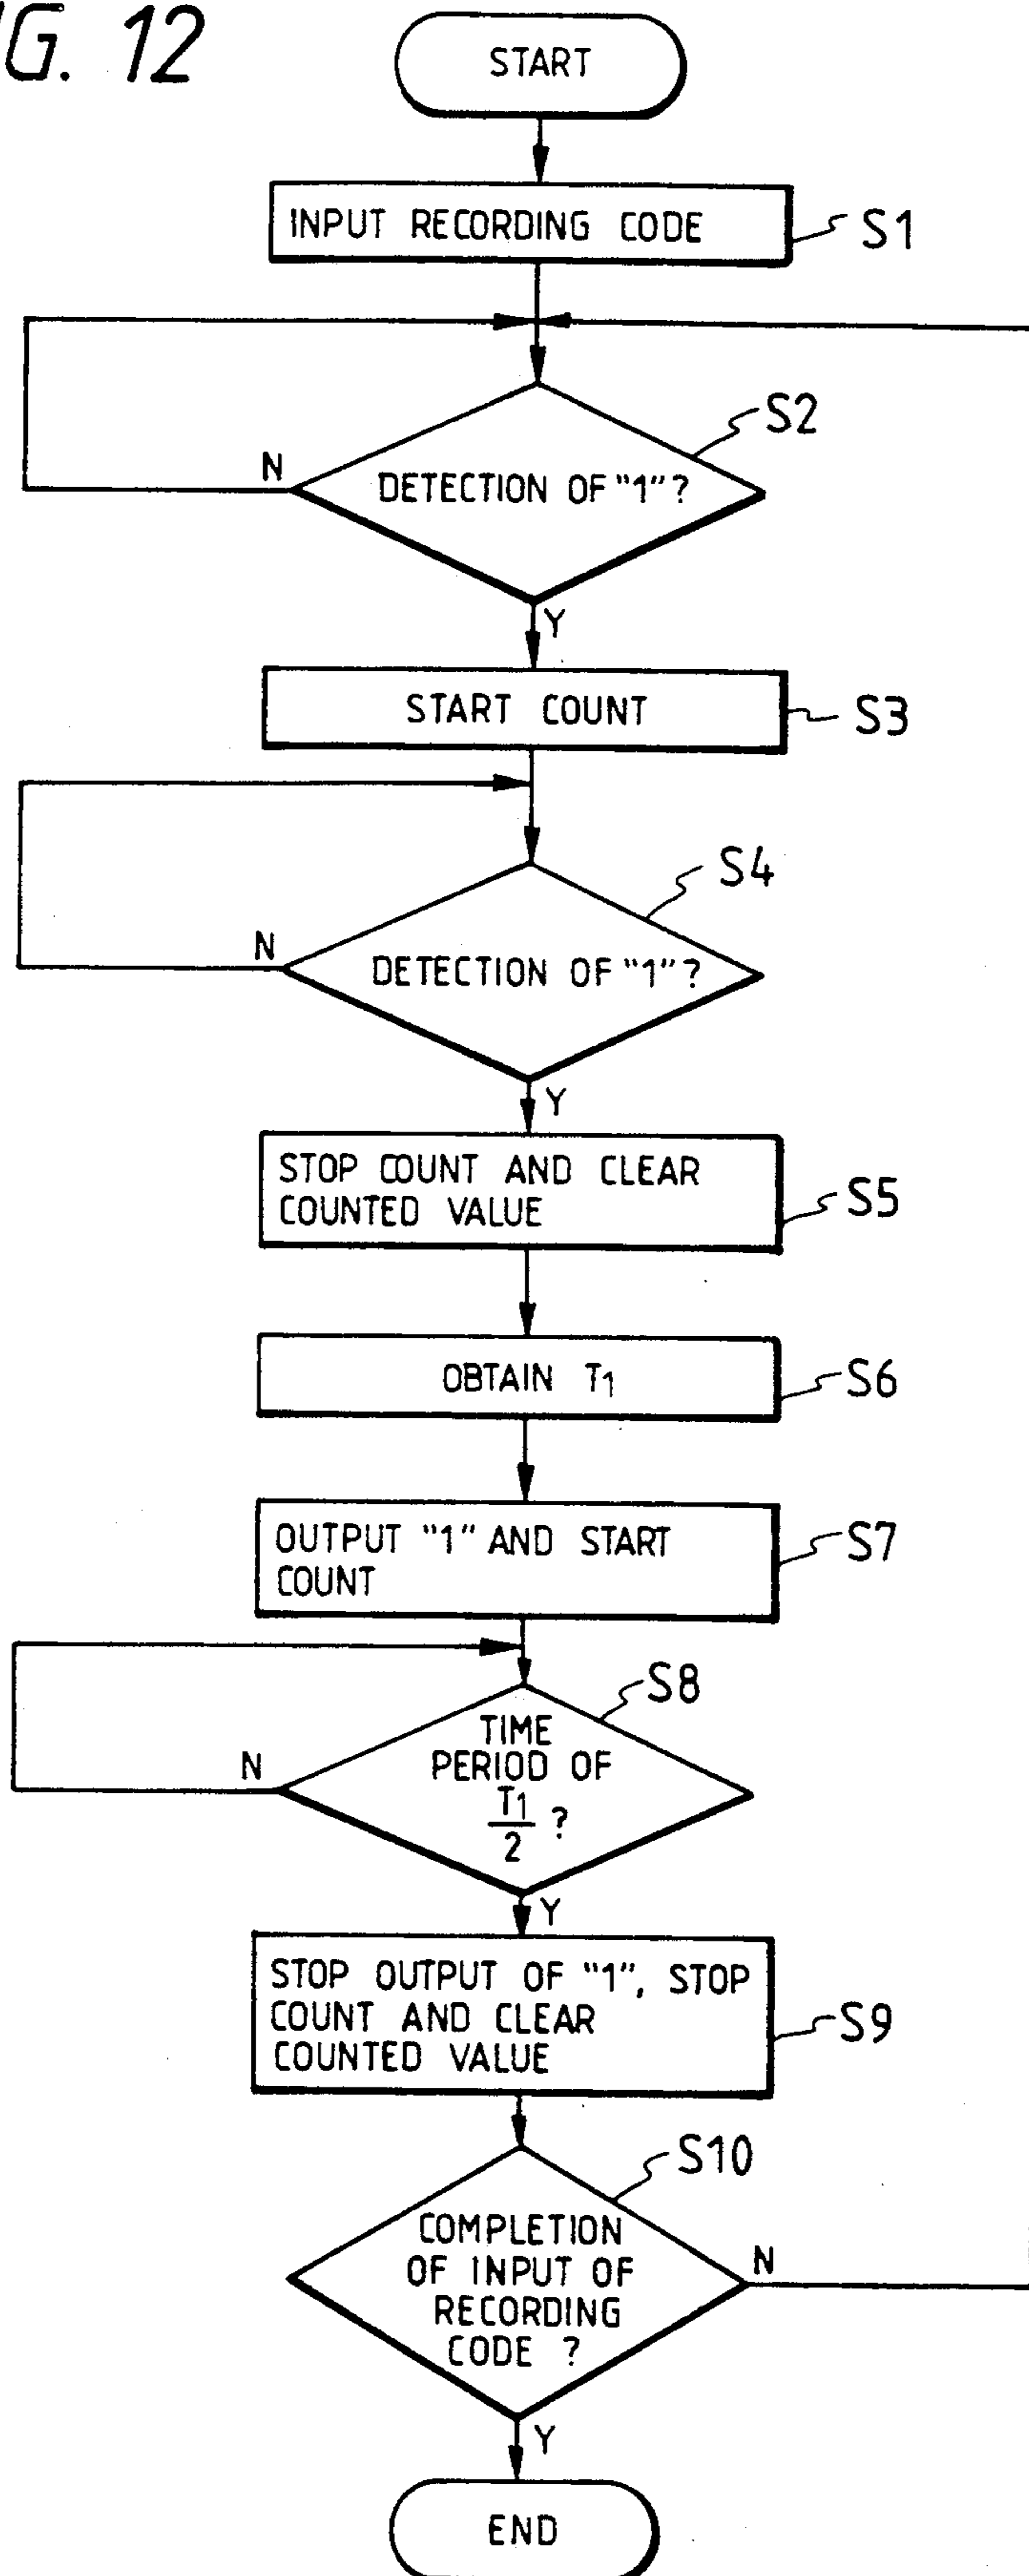 G. 12
START
INPUT RECORDING CODE
S1
S2
N
DETECTION OF "1"?
Y
START COUNT
S3
S4
N
DETECTION OF "1"?
Y
STOP COUNT AND CLEAR
COUNTED VALUE
S5
OBTAIN T1
S6
OUTPUT "1" AND START
COUNT
S7
S8
TIME
PERIOD OF
T1
2
?
N
Y
STOP OUTPUT OF "1", STOP
COUNT AND CLEAR
COUNTED VALUE
S9
S10
COMPLETION
OF INPUT OF
RECORDING
CODE ?
N
Y
END